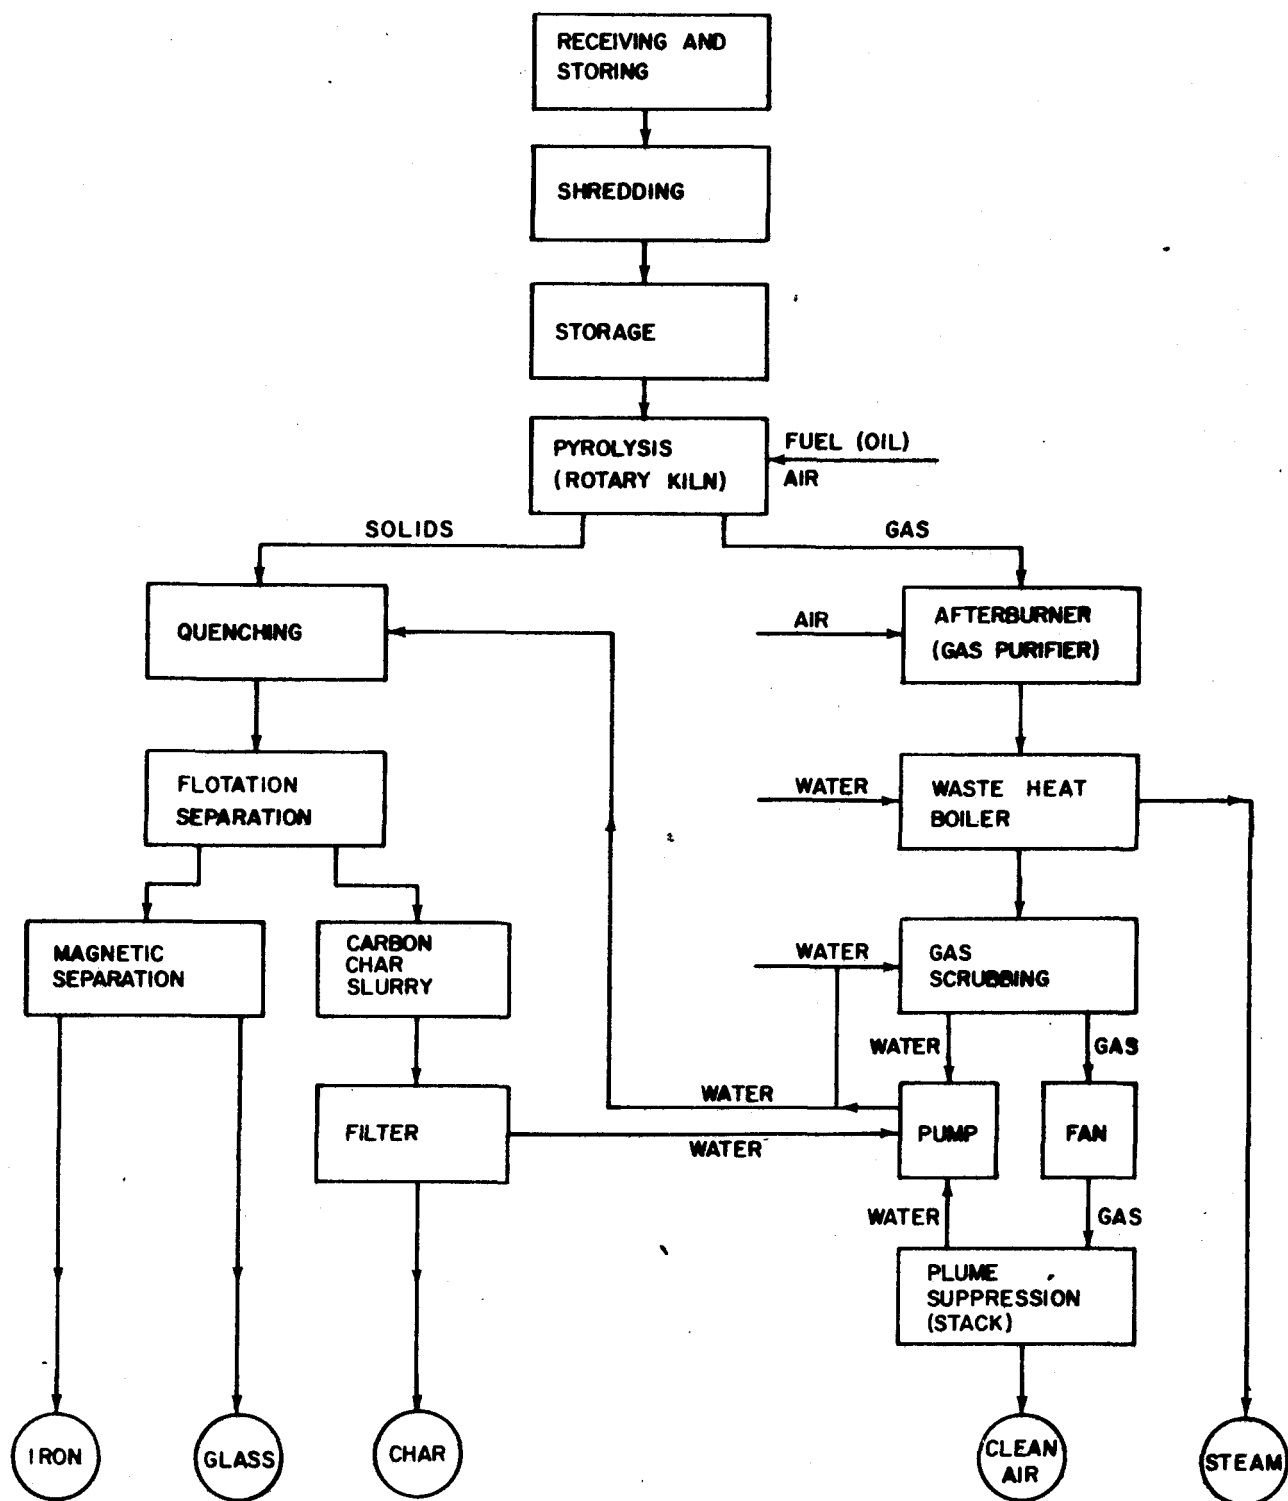 RECEIVING AND
STORING
SHREDDING
STORAGE
PYROLYSIS
(ROTARY KILN)
FUEL (OIL)
AIR
SOLIDS
GAS
QUENCHING
AIR
AFTERBURNER
(GAS PURIFIER)
FLOTATION
SEPARATION
WATER
WASTE HEAT
BOILER
MAGNETIC
SEPARATION
CARBON
CHAR
SLURRY
WATER
GAS
SCRUBBING
WATER
GAS
FILTER
WATER
WATER
PUMP
FAN
WATER
GAS
PLUME
SUPPRESSION
(STACK)
IRON
GLASS
CHAR
CLEAN
AIR
STEAM